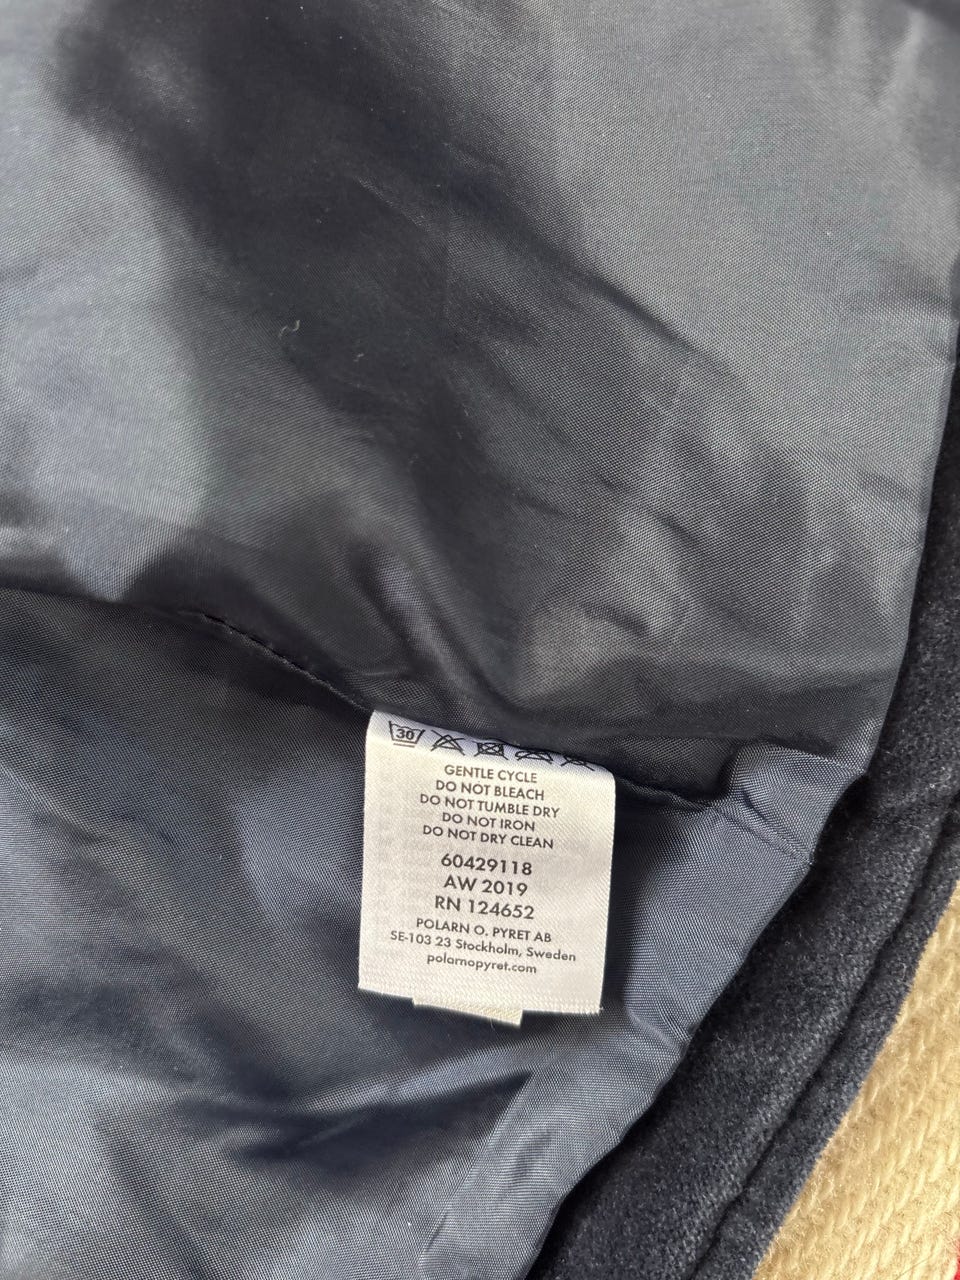 30
GENTLE CYCLE
DO NOT BLEACH
DO NOT TUMBLE DRY
DO NOT IRON
DO NOT DRY CLEAN
60429118
AW 2019
RN 124652
POLARN O. PYRET AB
SE-103 23 Stockholm, Sweden
polarnopyret.com